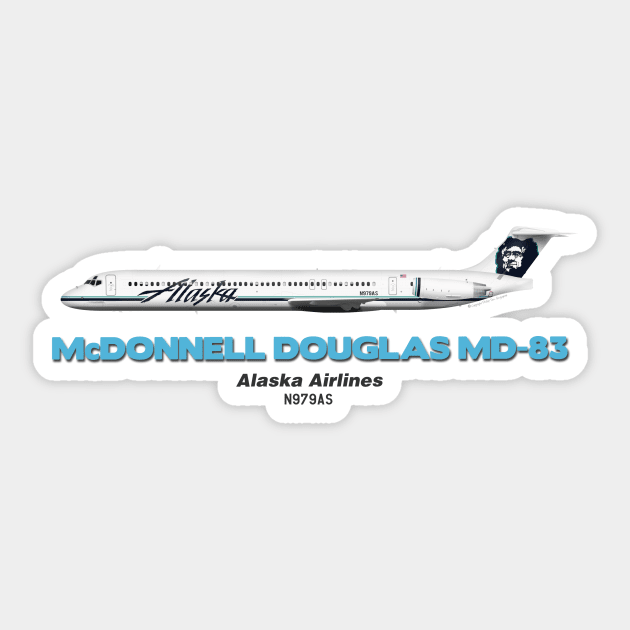 Alaska
N979AS
McDONNELL DOUGLAS MD-83
Alaska Airlines
N979AS